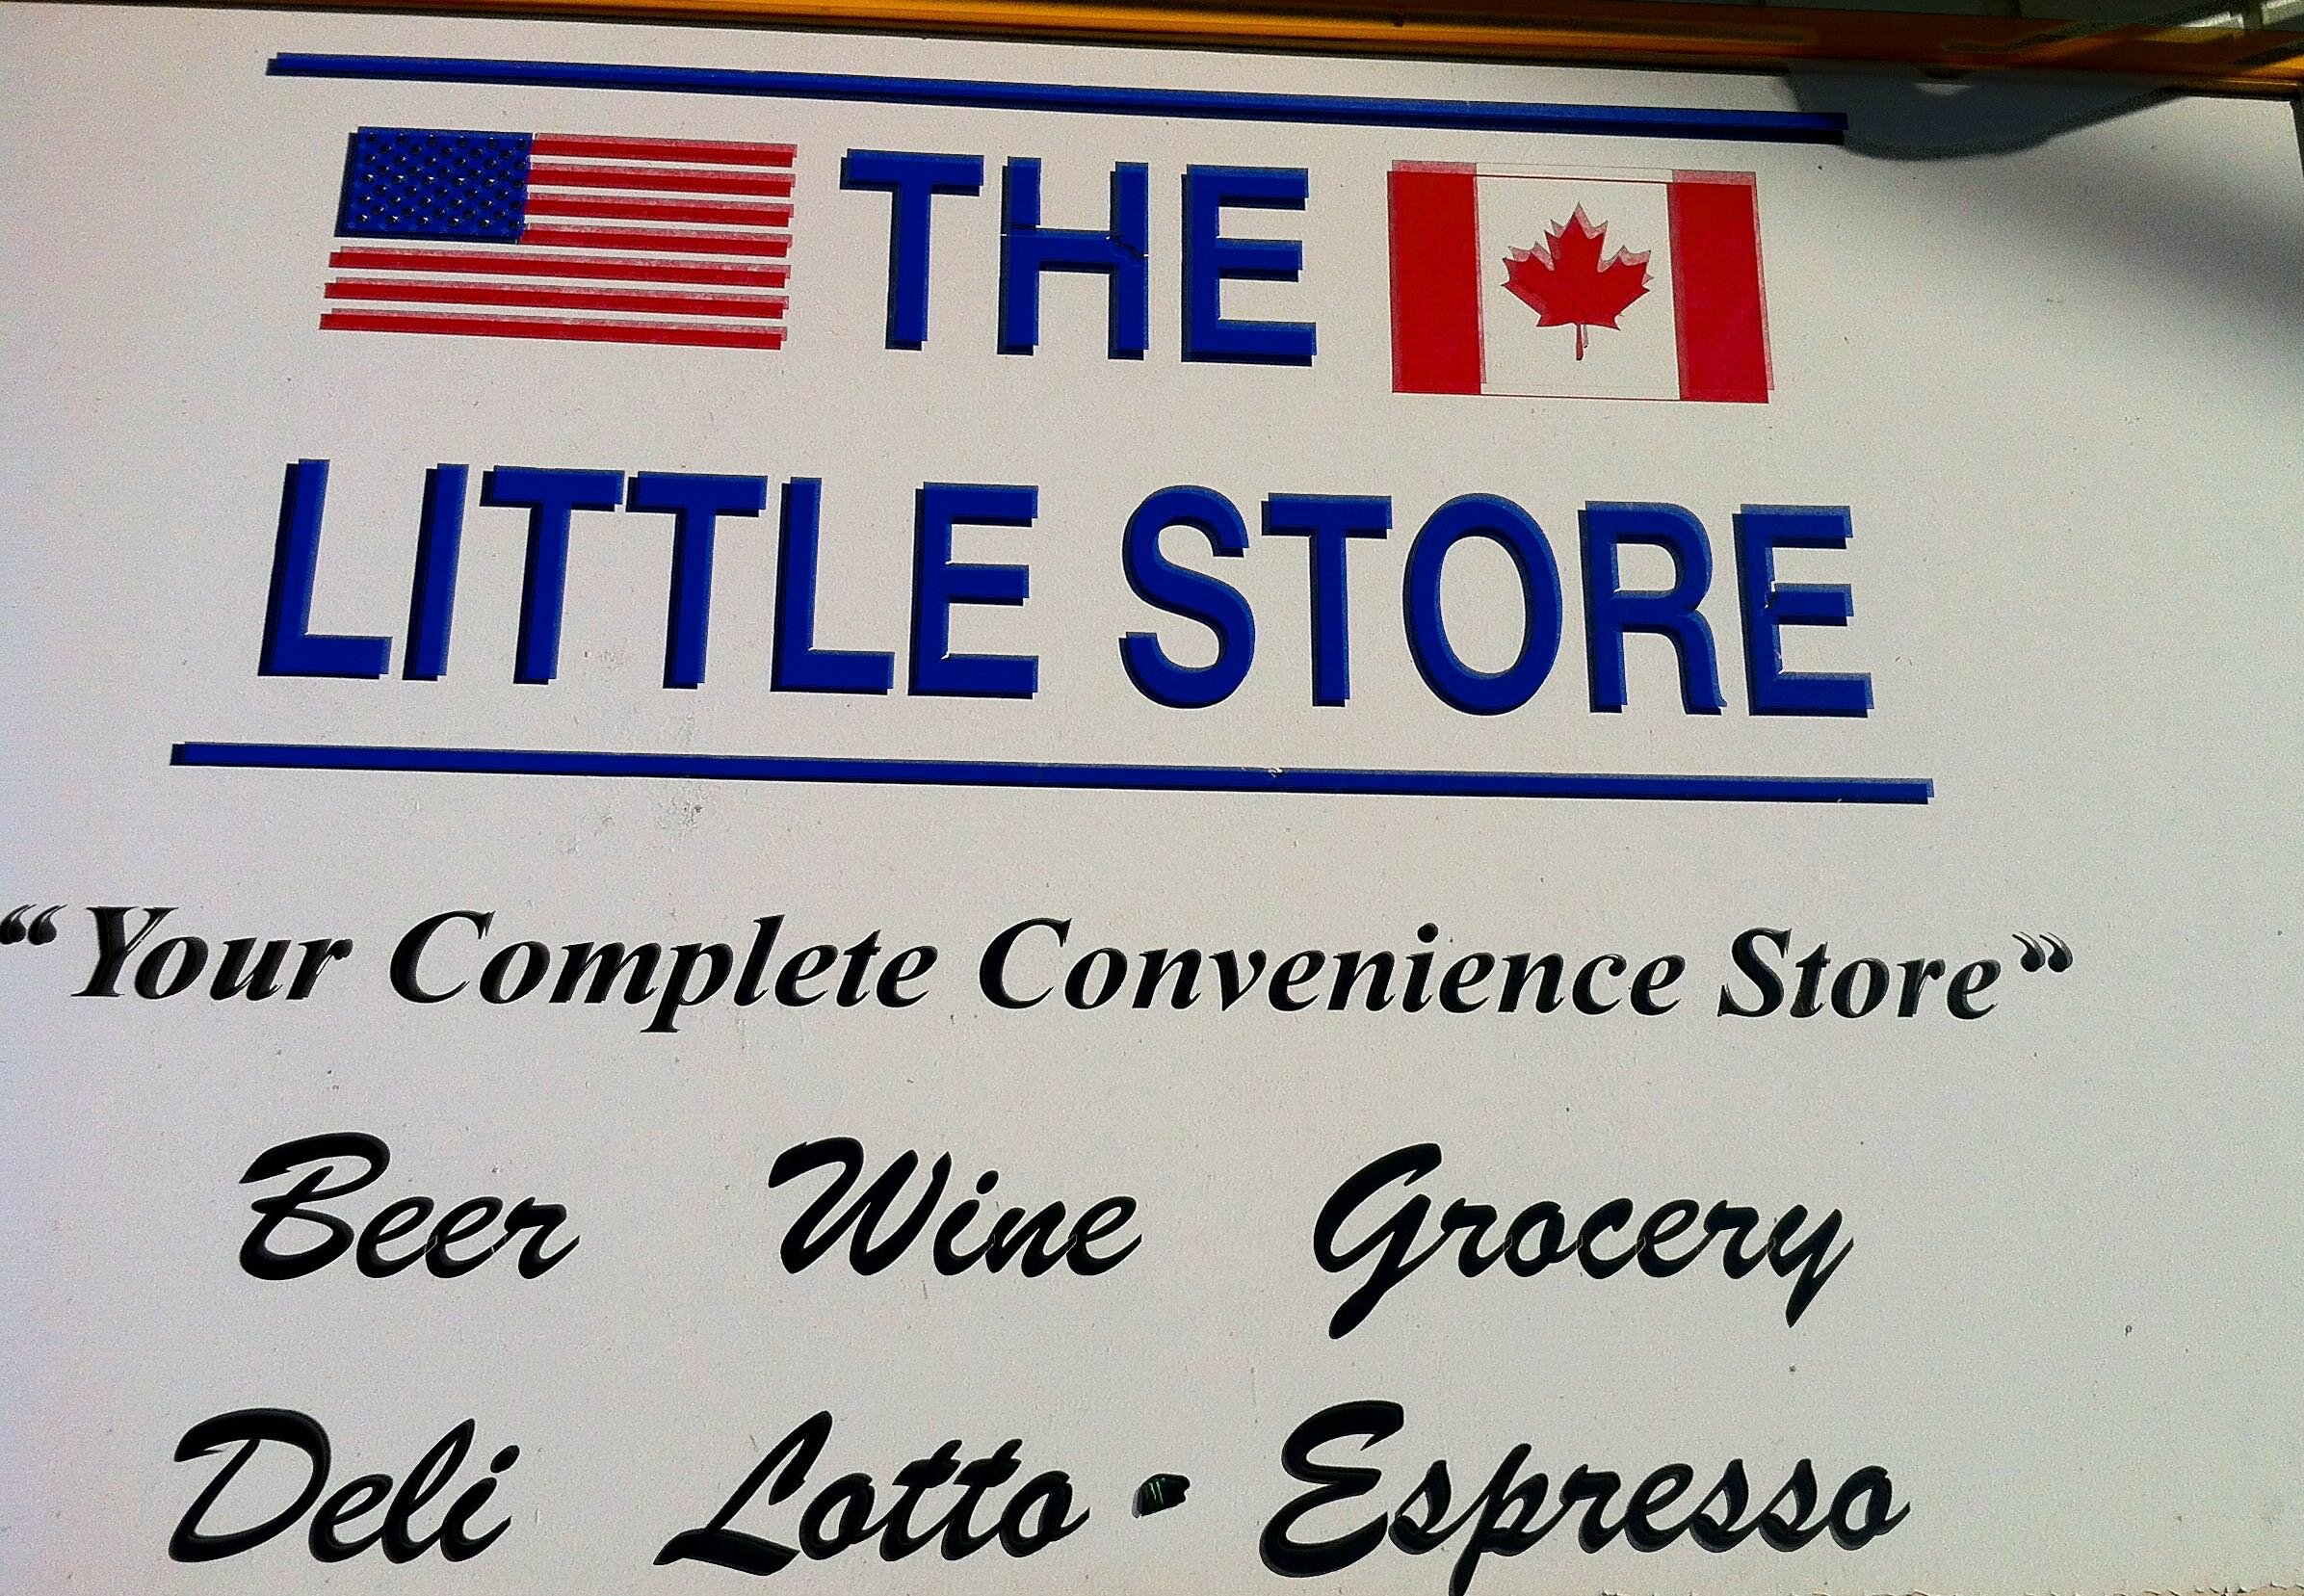 THE
LITTLE STORE
“Your Complete Convenience Store”
Beer Wine Grocery
Deli Lotto • Espresso